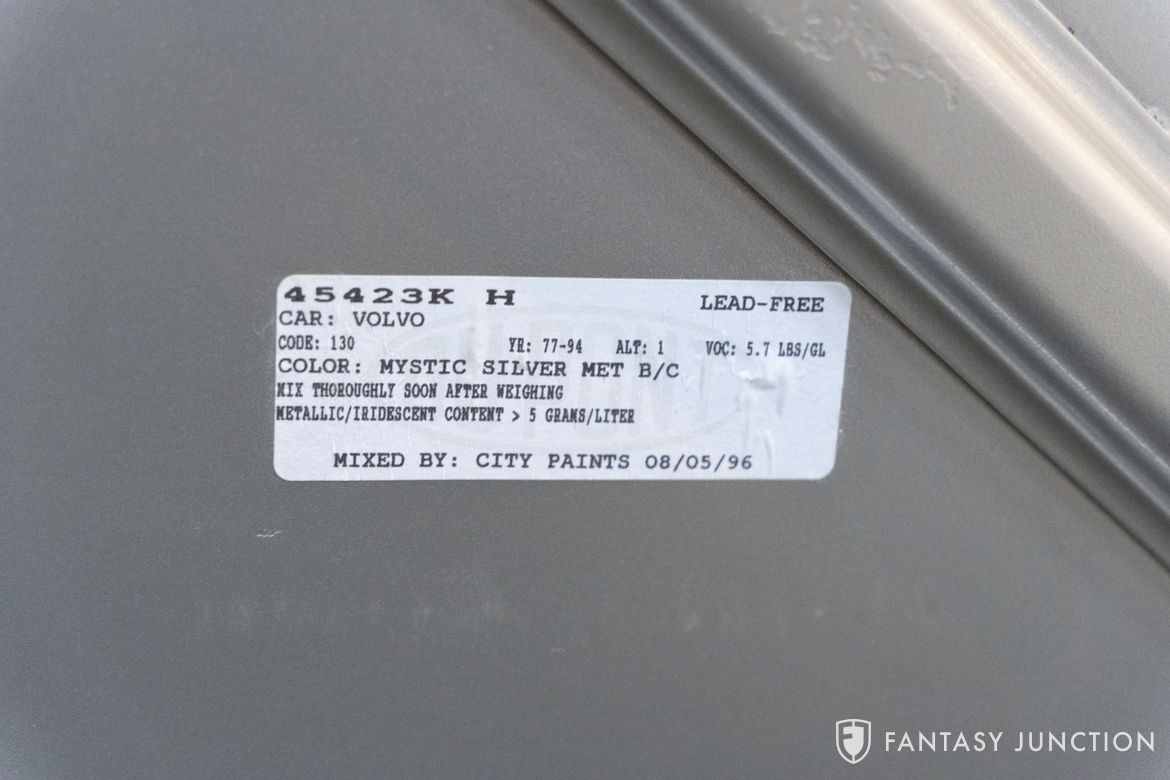 45423K H LEAD-FREE
CAR: VOLVO
CODE: 130 YR: 77-94 ALT: 1 VOC: 5.7 LBS/GL
COLOR: MYSTIC SILVER MET B/C
MIX THOROUGHLY SOON AFTER WEIGHING
METALLIC/IRIDESCENT CONTENT > 5 GRAMS/LITER
MIXED BY: CITY PAINTS 08/05/96
FANTASY JUNCTION